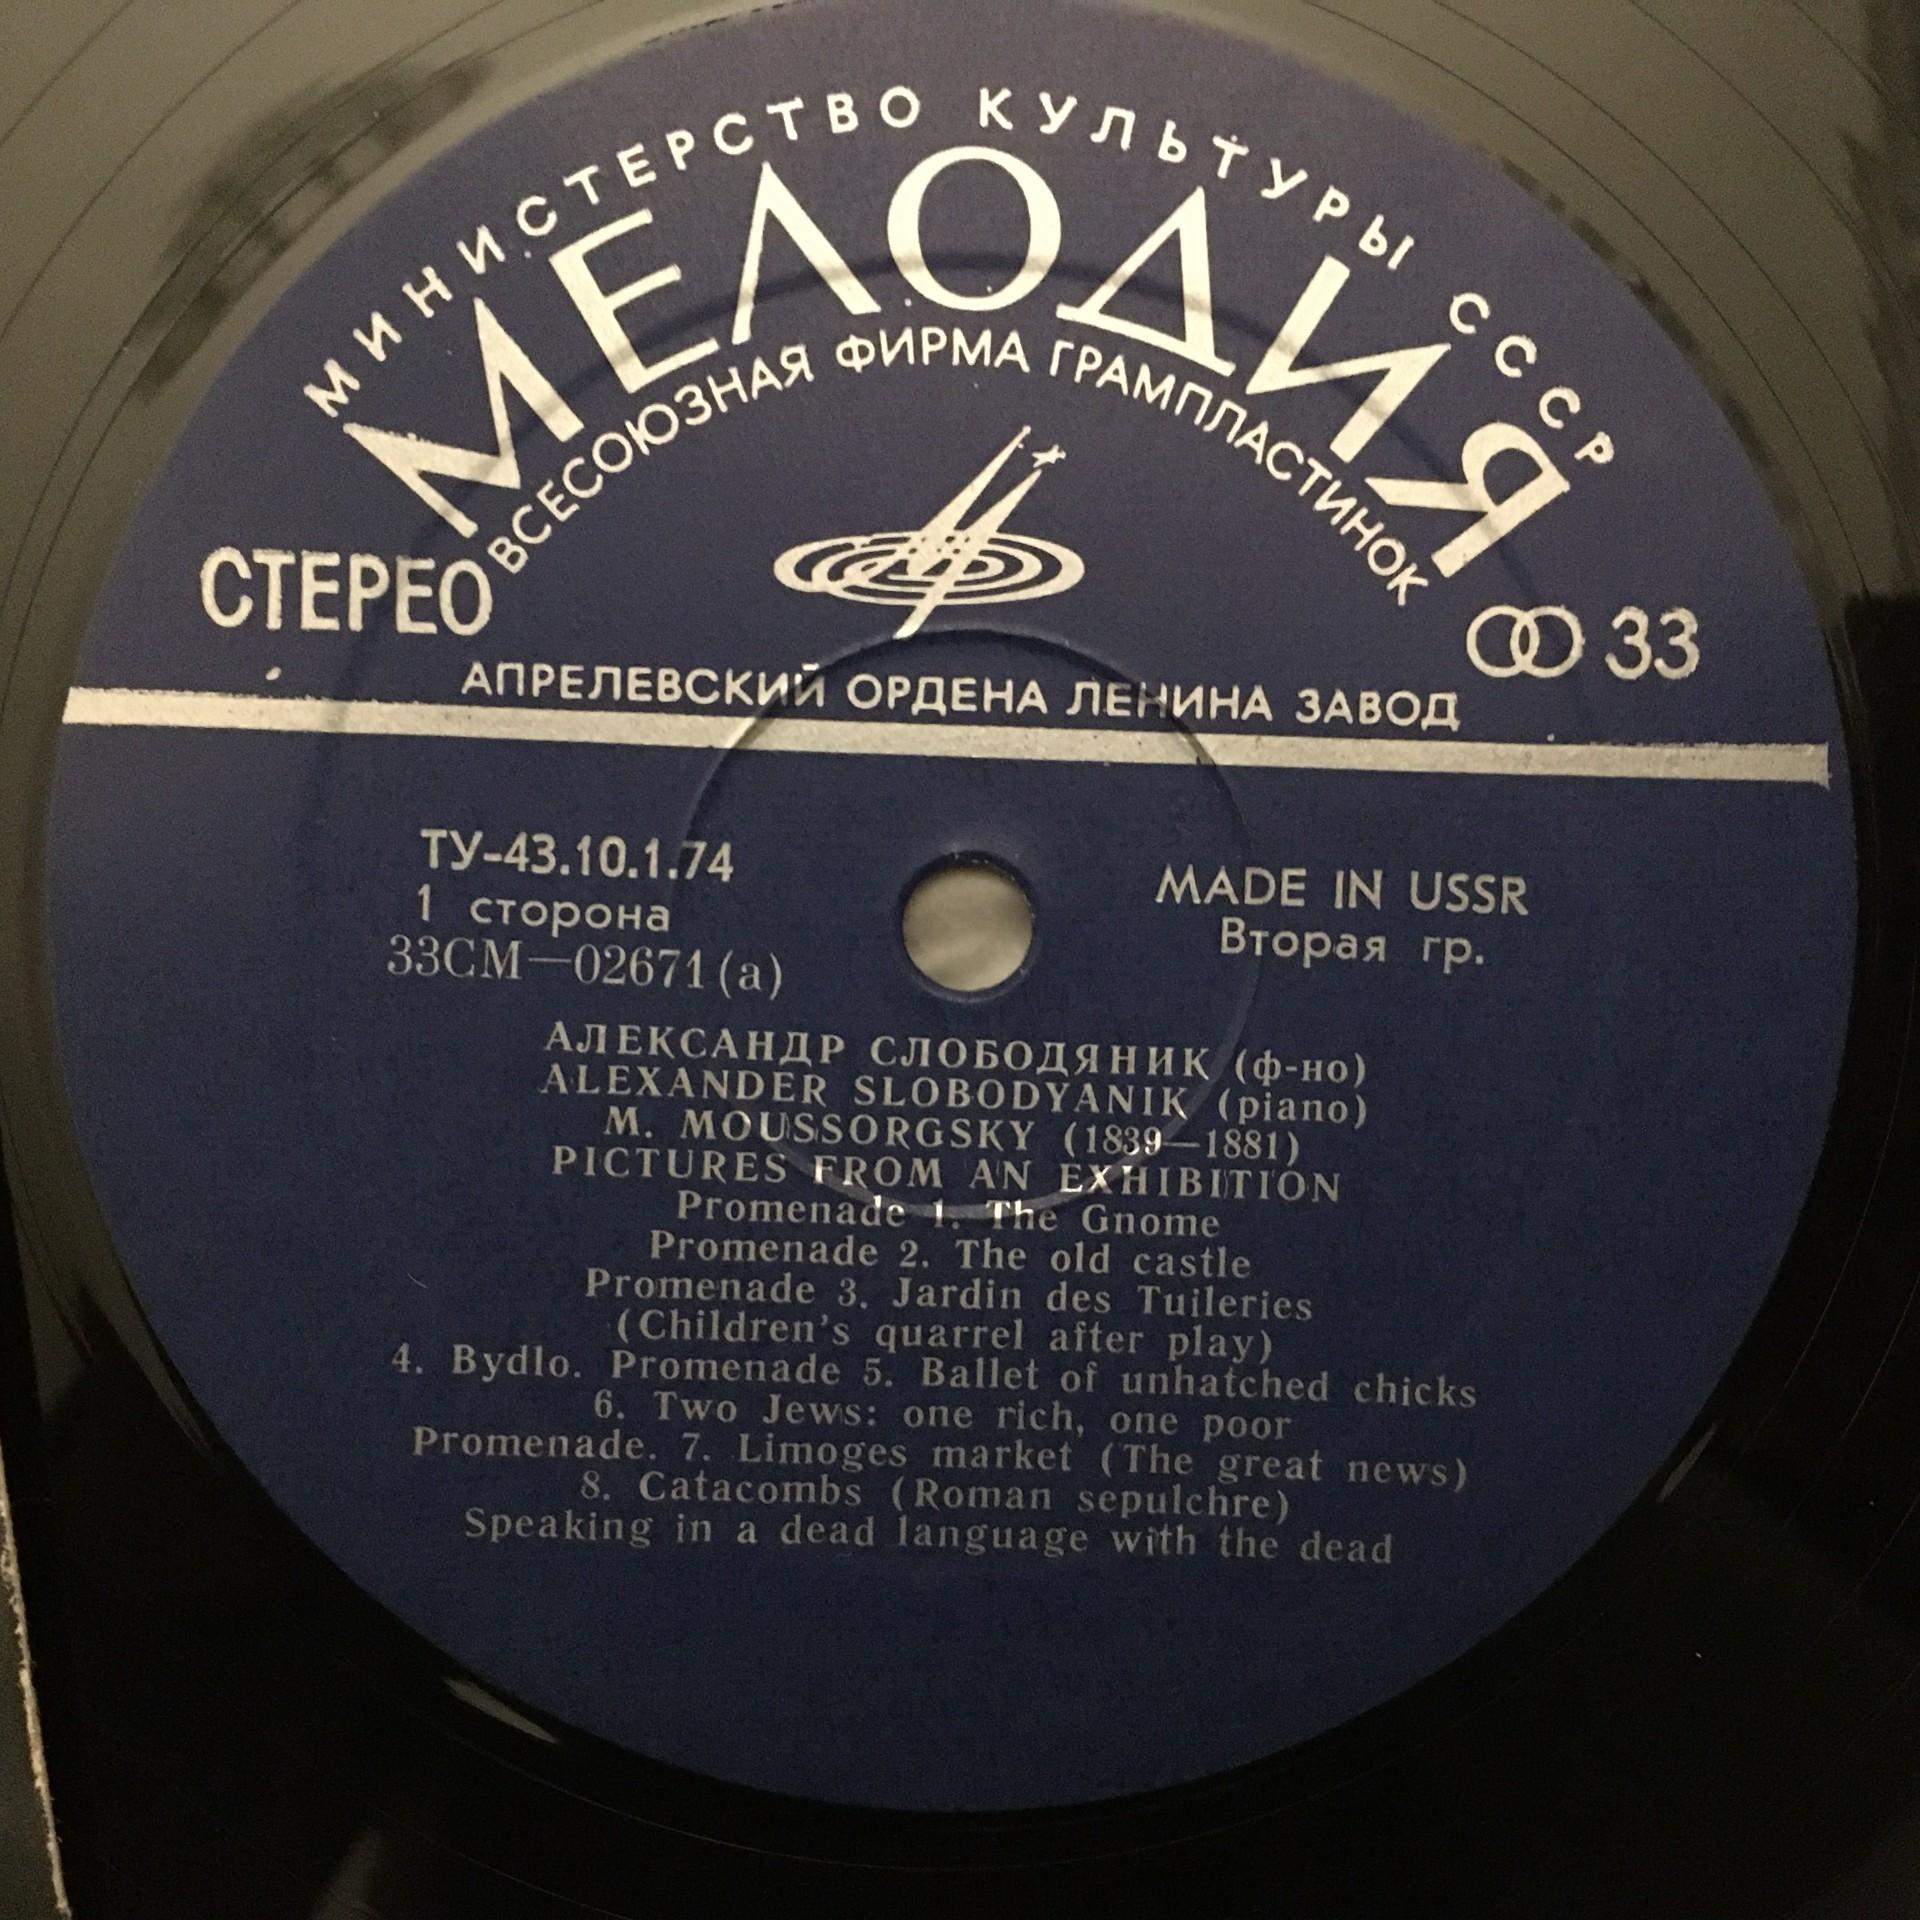 МИНИСТЕРСТВО КУЛЬТУРЫ СССР
МЕЛОДИЯ
ВСЕСОЮЗНАЯ ФИРМА ГРАМПЛАСТИНОК
СТЕРЕО
33
АПРЕЛЕВСКИЙ ОРДЕНА ЛЕНИНА ЗАВОД
ТУ-43.10.1.74
1 сторона
33СМ—02671(а)
MADE IN USSR
Вторая гр.
АЛЕКСАНДР СЛОБОДЯНИК (ф-но)
ALEXANDER SLOBODYANIK (piano)
M. MOUSSORGSKY (1839—1881)
PICTURES FROM AN EXHIBITION
Promenade 1. The Gnome
Promenade 2. The old castle
Promenade 3. Jardin des Tuileries
(Children's quarrel after play)
4. Bydlo. Promenade 5. Ballet of unhatched chicks
6. Two Jews: one rich, one poor
Promenade. 7. Limoges market (The great news)
8. Catacombs (Roman sepulchre)
Speaking in a dead language with the dead